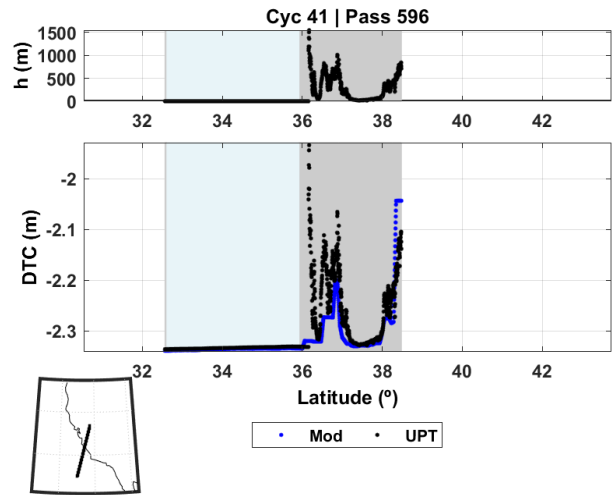 Cyc 41 | Pass 596
h (m)
1500
1000
500
0
32 34 36 38 40 42
DTC (m)
-2
-2.1
-2.2
-2.3
32 34 36 38 40 42
Latitude (º)
Mod UPT